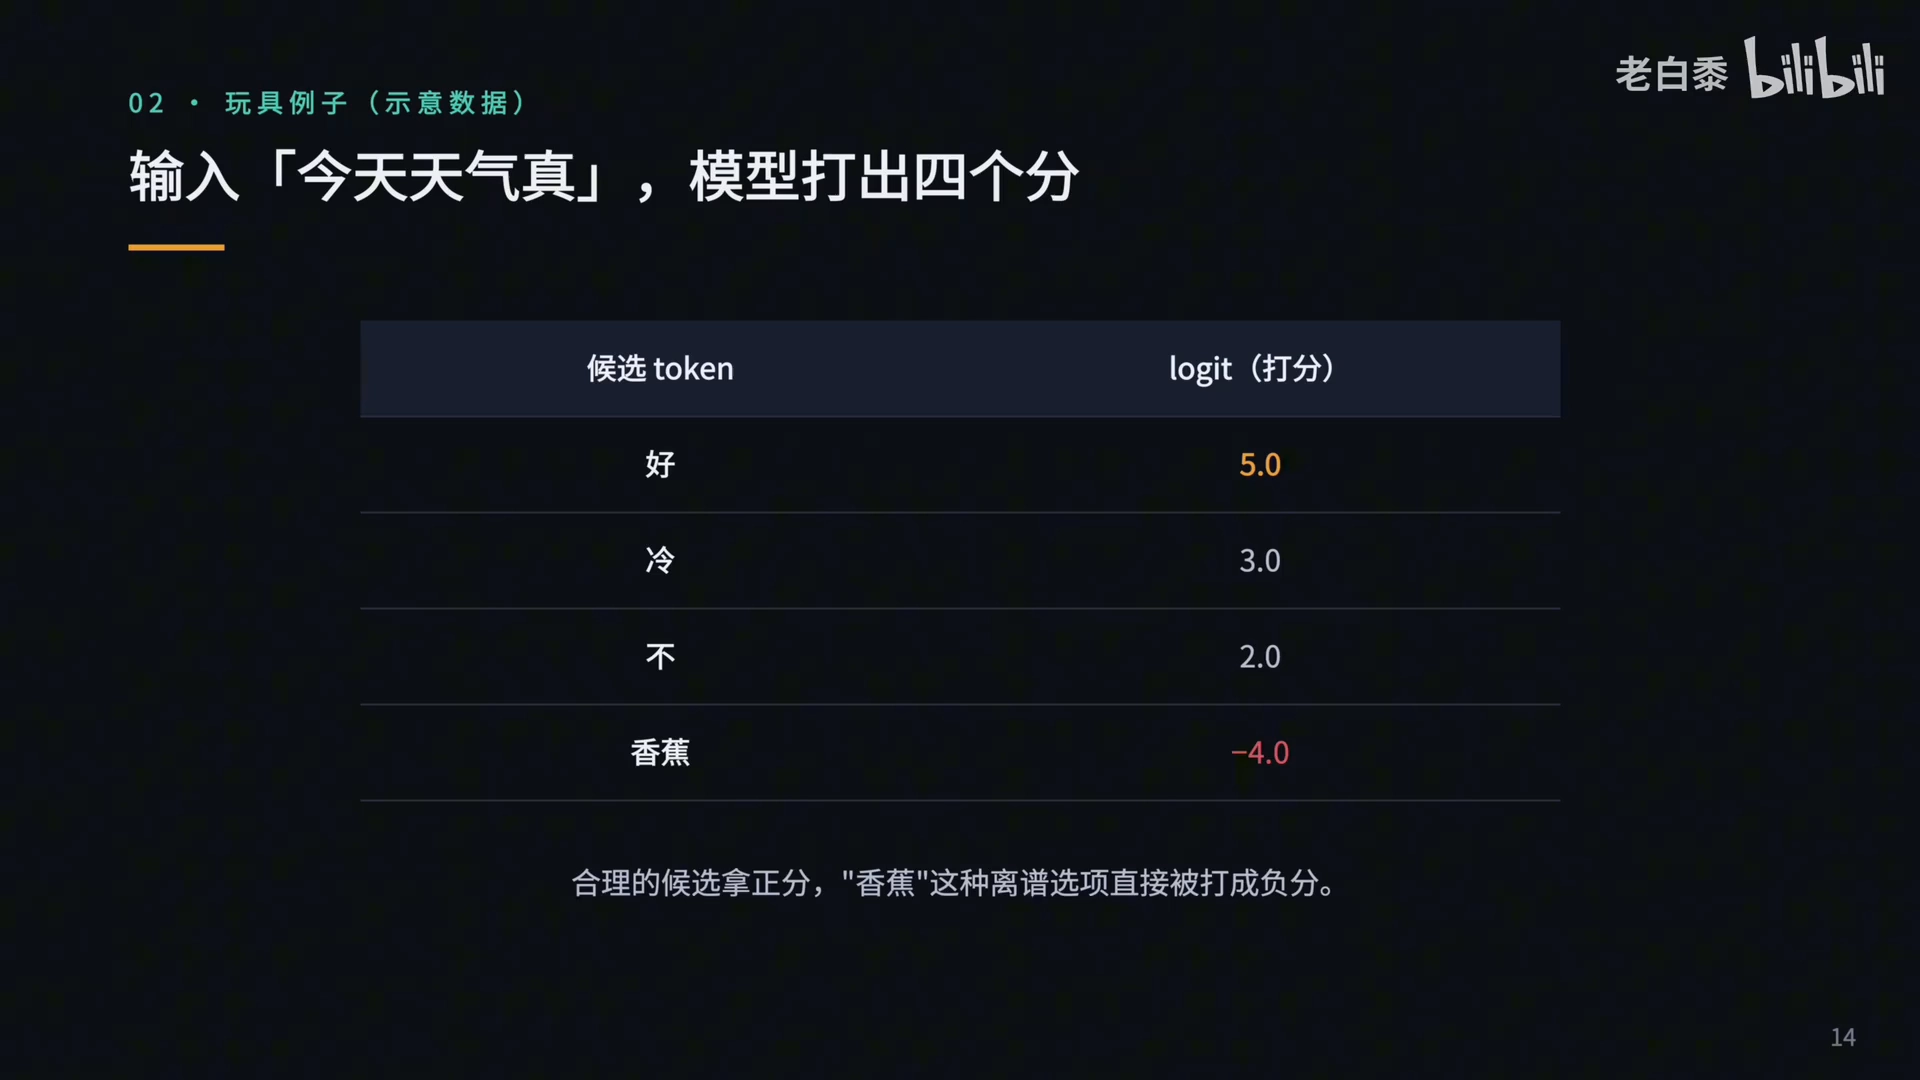 老白黍 bilibili
02 · 玩具例子（示意数据）
输入「今天天气真」，模型打出四个分
候选 token logit（打分）
好 5.0
冷 3.0
不 2.0
香蕉 −4.0
合理的候选拿正分，"香蕉"这种离谱选项直接被打成负分。
14